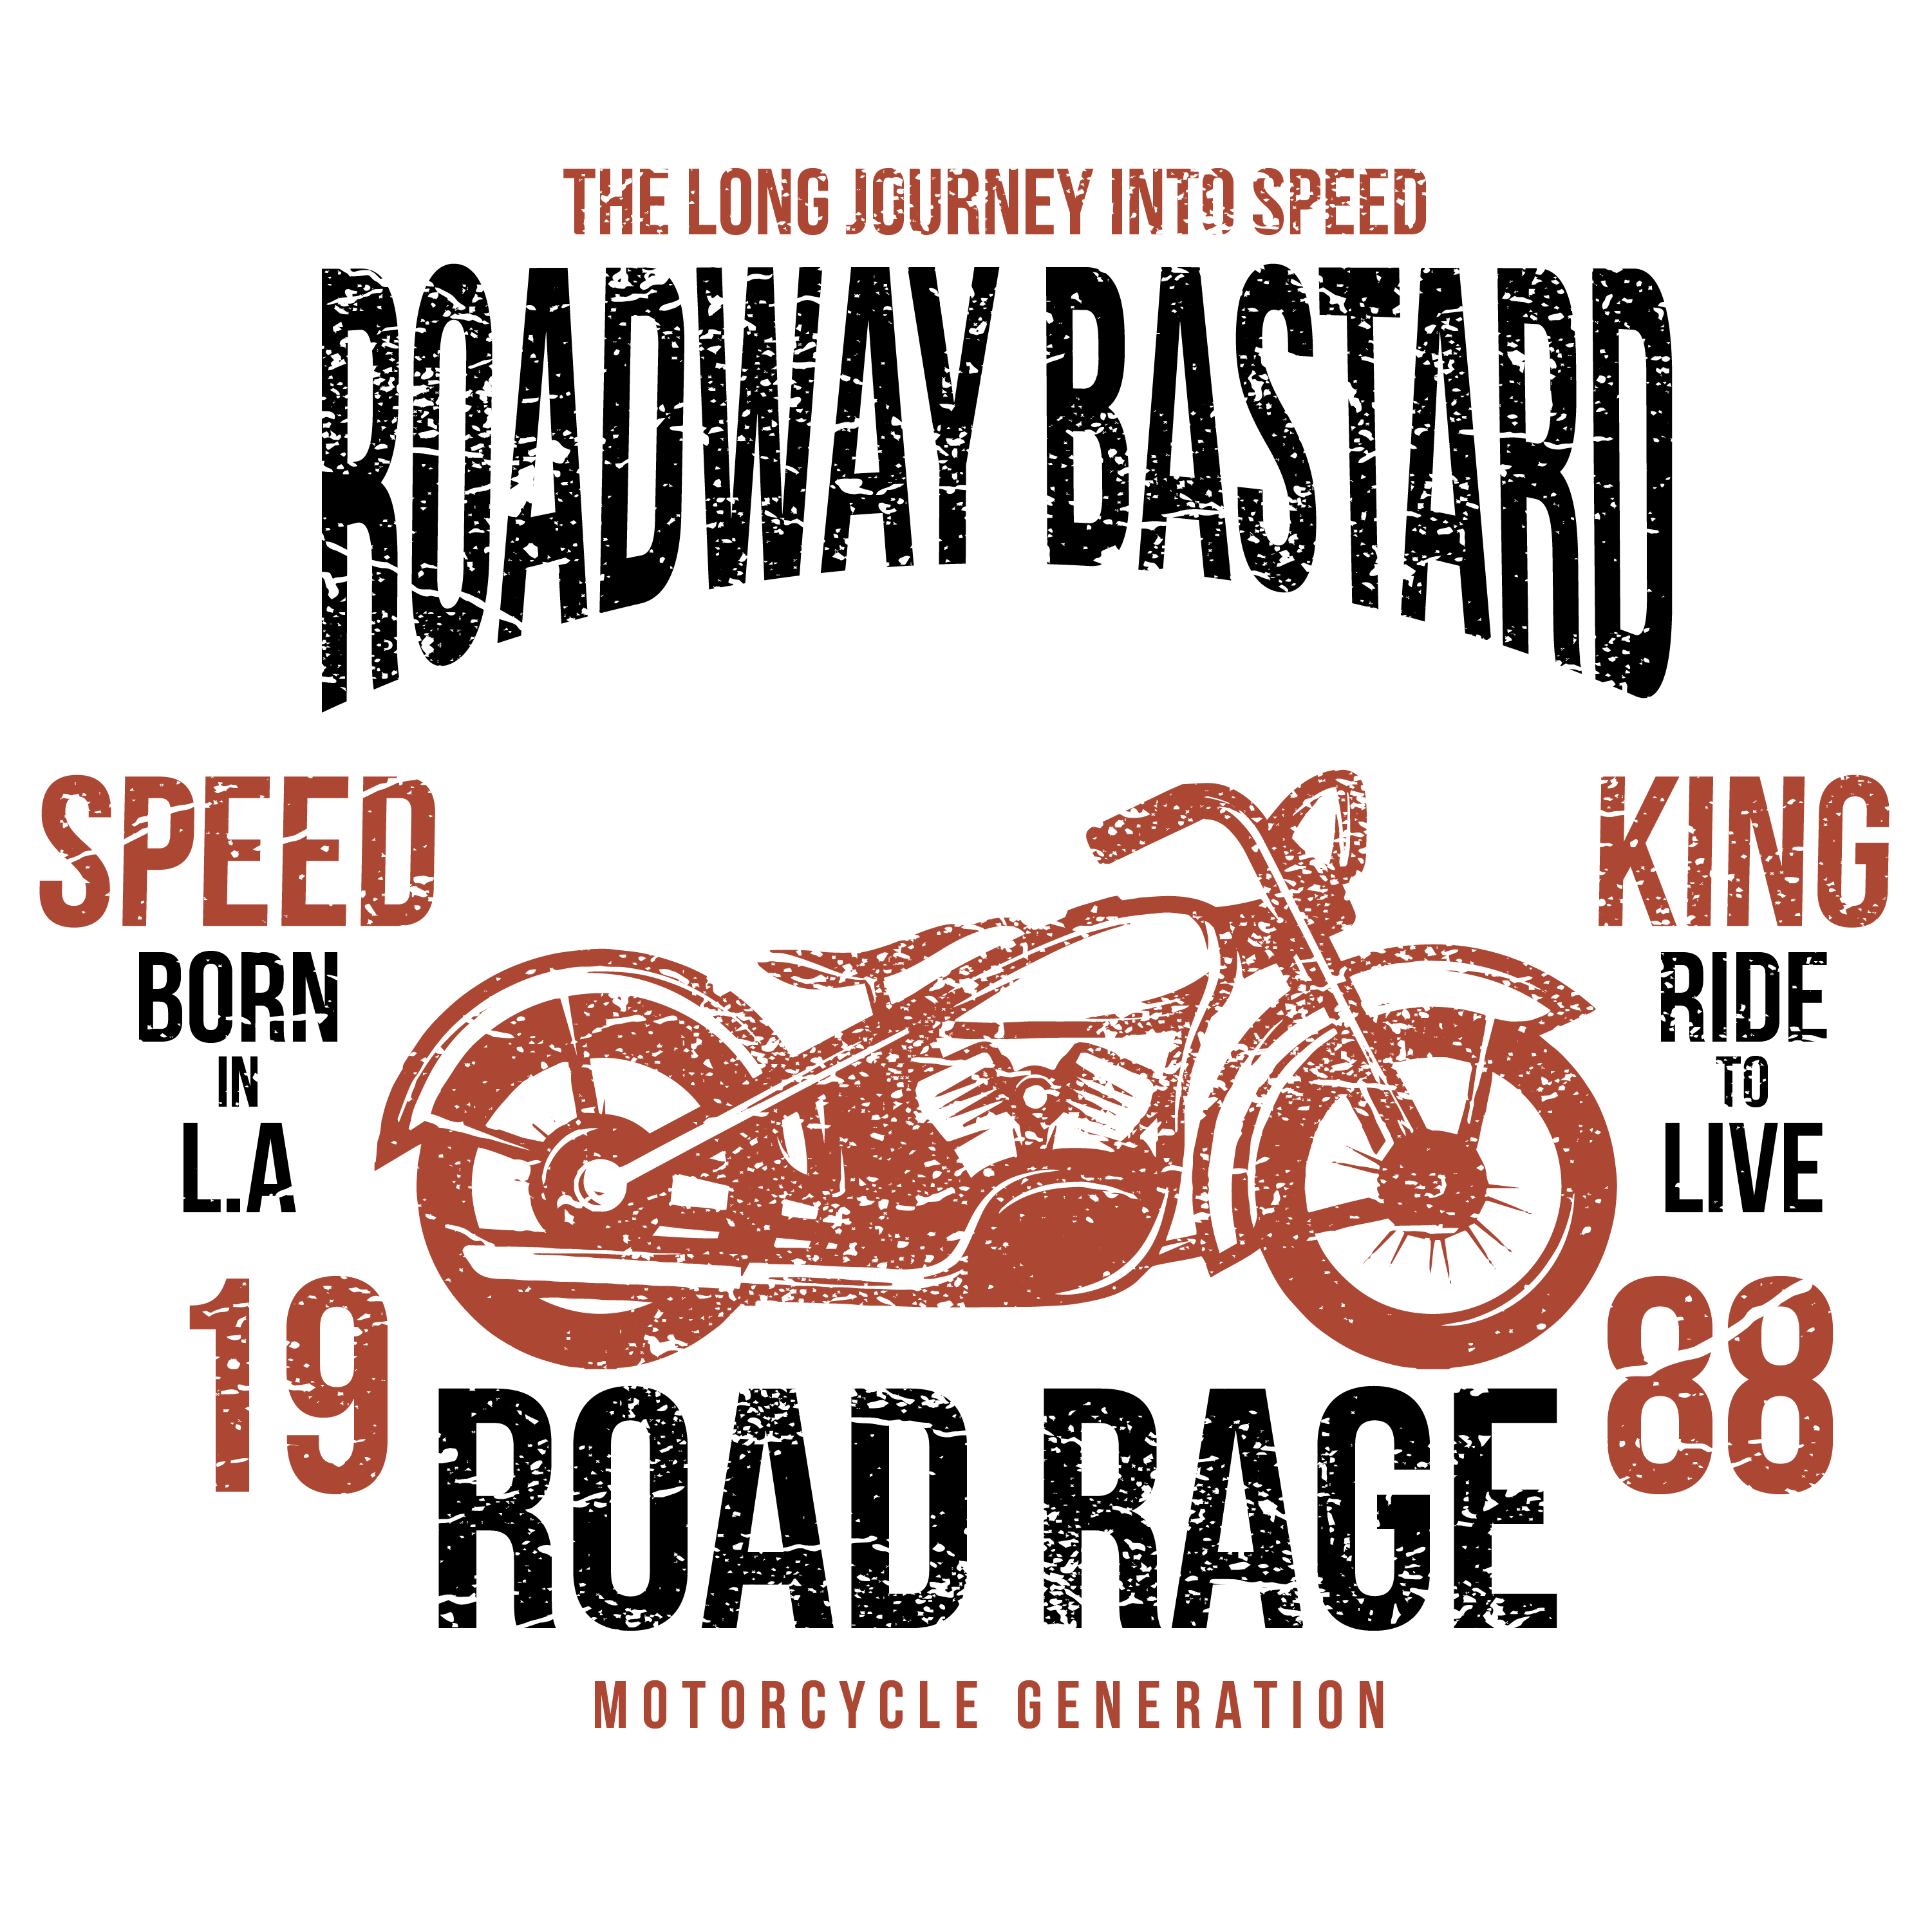 THE LONG JOURNEY INTO SPEED
ROADWAY BASTARD
SPEED
KING
BORN
IN
L.A
RIDE
TO
LIVE
19
88
ROAD RAGE
MOTORCYCLE GENERATION